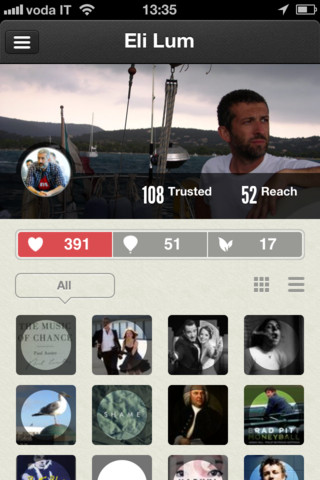 voda IT 13:35
Eli Lum
108 Trusted 52 Reach
391 51 17
All
THE MUSIC
OF CHANCE
Paul Auster
SHAME
BRAD PITT
MONEYBALL